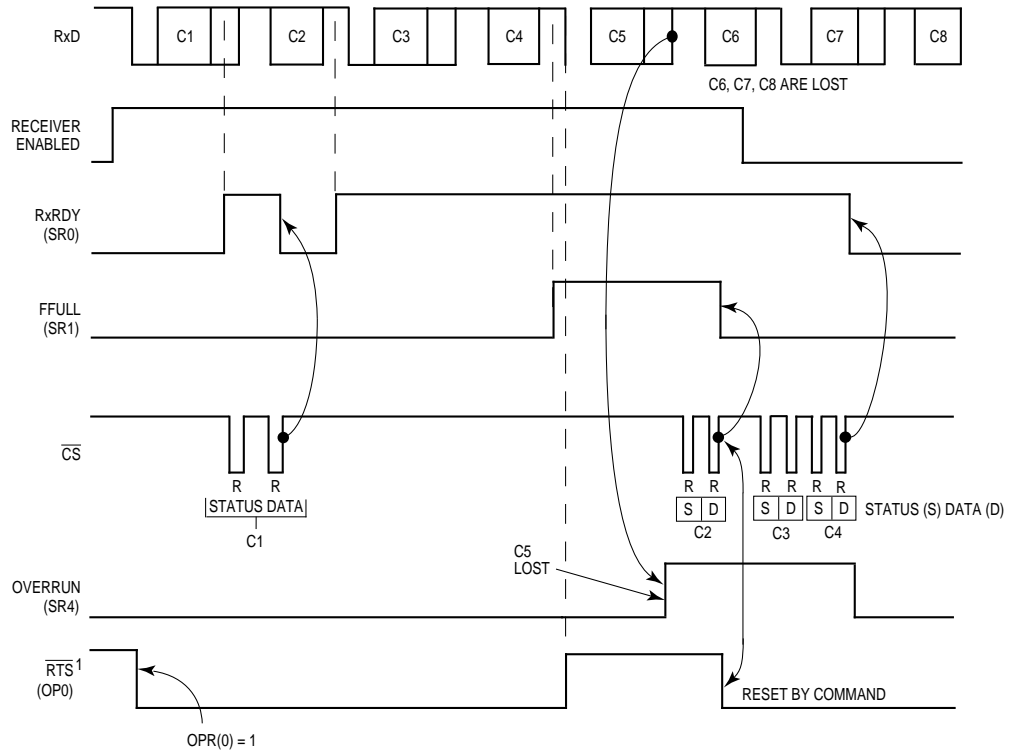 RxD
C1
C2
C3
C4
C5
C6
C7
C8
C6, C7, C8 ARE LOST
RECEIVER
ENABLED
RxRDY
(SR0)
FFULL
(SR1)
CS
R R
STATUS DATA
C1
R R
S D
C2
R R
S D
C3
R R
S D
C4
STATUS (S) DATA (D)
C5
LOST
OVERRUN
(SR4)
RTS1
(OP0)
RESET BY COMMAND
OPR(0) = 1